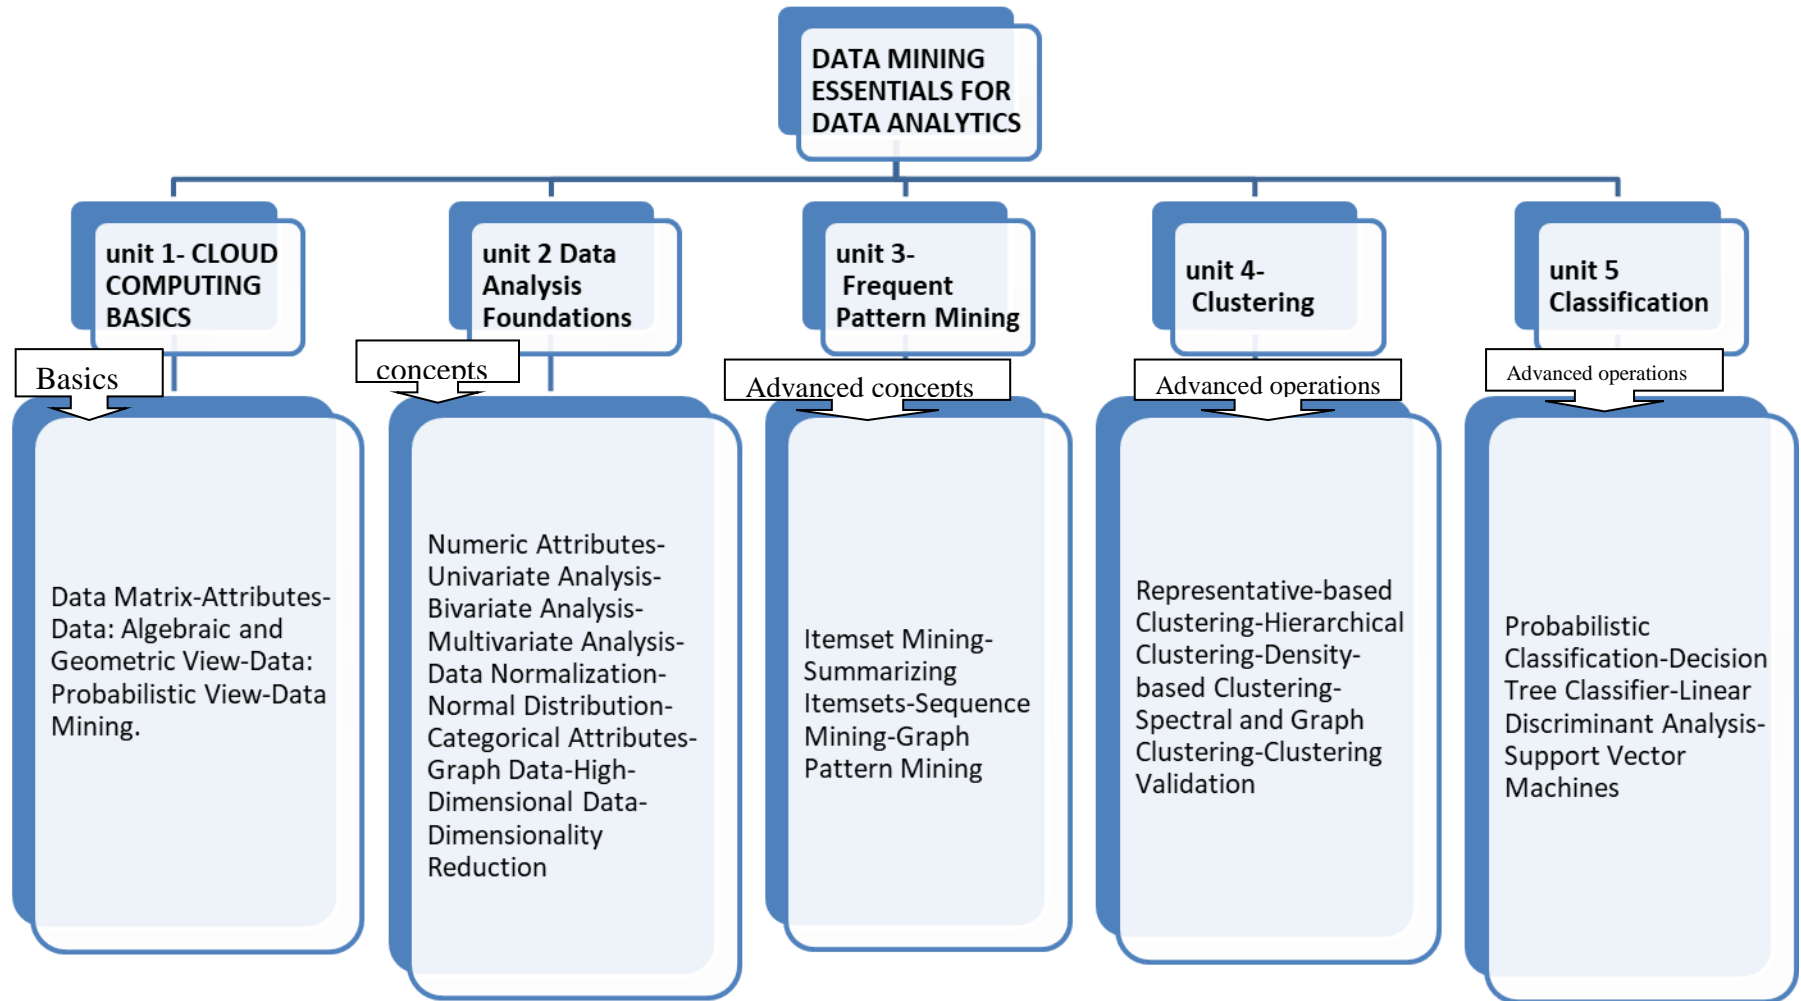 DATA MINING
ESSENTIALS FOR
DATA ANALYTICS
unit 1- CLOUD
COMPUTING
BASICS
unit 2 Data
Analysis
Foundations
unit 3-
Frequent
Pattern Mining
unit 4-
Clustering
unit 5
Classification
Basics
concepts
Advanced concepts
Advanced operations
Advanced operations
Data Matrix-Attributes-
Data: Algebraic and
Geometric View-Data:
Probabilistic View-Data
Mining.
Numeric Attributes-
Univariate Analysis-
Bivariate Analysis-
Multivariate Analysis-
Data Normalization-
Normal Distribution-
Categorical Attributes-
Graph Data-High-
Dimensional Data-
Dimensionality
Reduction
Itemset Mining-
Summarizing
Itemsets-Sequence
Mining-Graph
Pattern Mining
Representative-based
Clustering-Hierarchical
Clustering-Density-
based Clustering-
Spectral and Graph
Clustering-Clustering
Validation
Probabilistic
Classification-Decision
Tree Classifier-Linear
Discriminant Analysis-
Support Vector
Machines